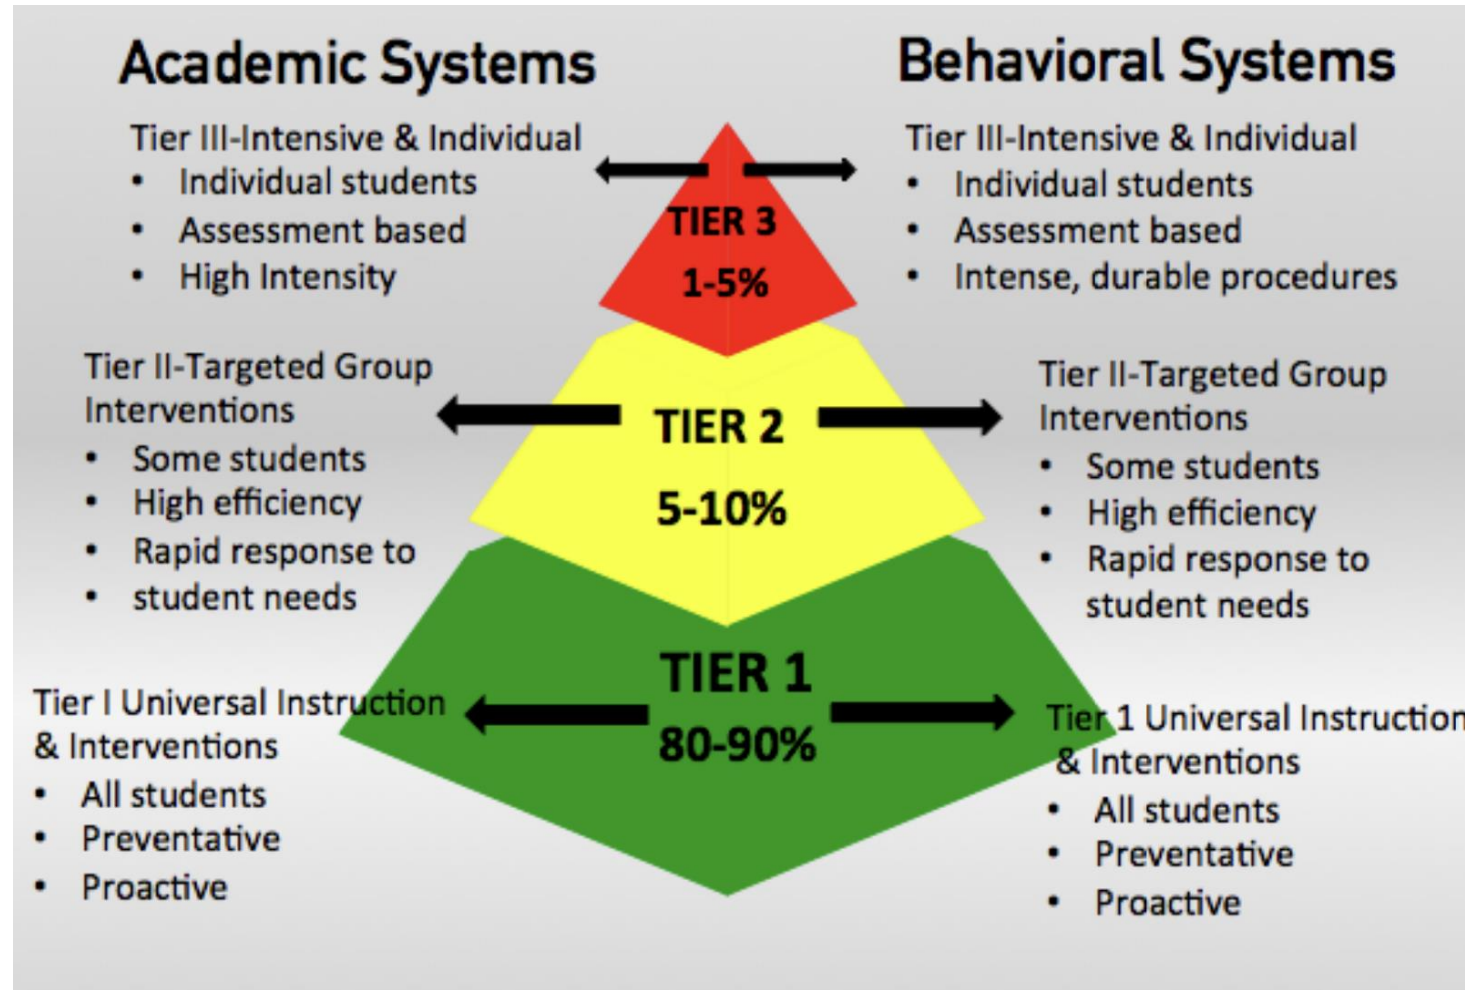 Academic Systems
Tier III-Intensive & Individual
• Individual students
• Assessment based
• High Intensity
Tier II-Targeted Group
Interventions
• Some students
• High efficiency
• Rapid response to
• student needs
Tier I Universal Instruction
& Interventions
• All students
• Preventative
• Proactive
TIER 3
1-5%
TIER 2
5-10%
TIER 1
80-90%
Behavioral Systems
Tier III-Intensive & Individual
• Individual students
• Assessment based
• Intense, durable procedures
Tier II-Targeted Group
Interventions
• Some students
• High efficiency
• Rapid response to
student needs
Tier 1 Universal Instruction
& Interventions
• All students
• Preventative
• Proactive